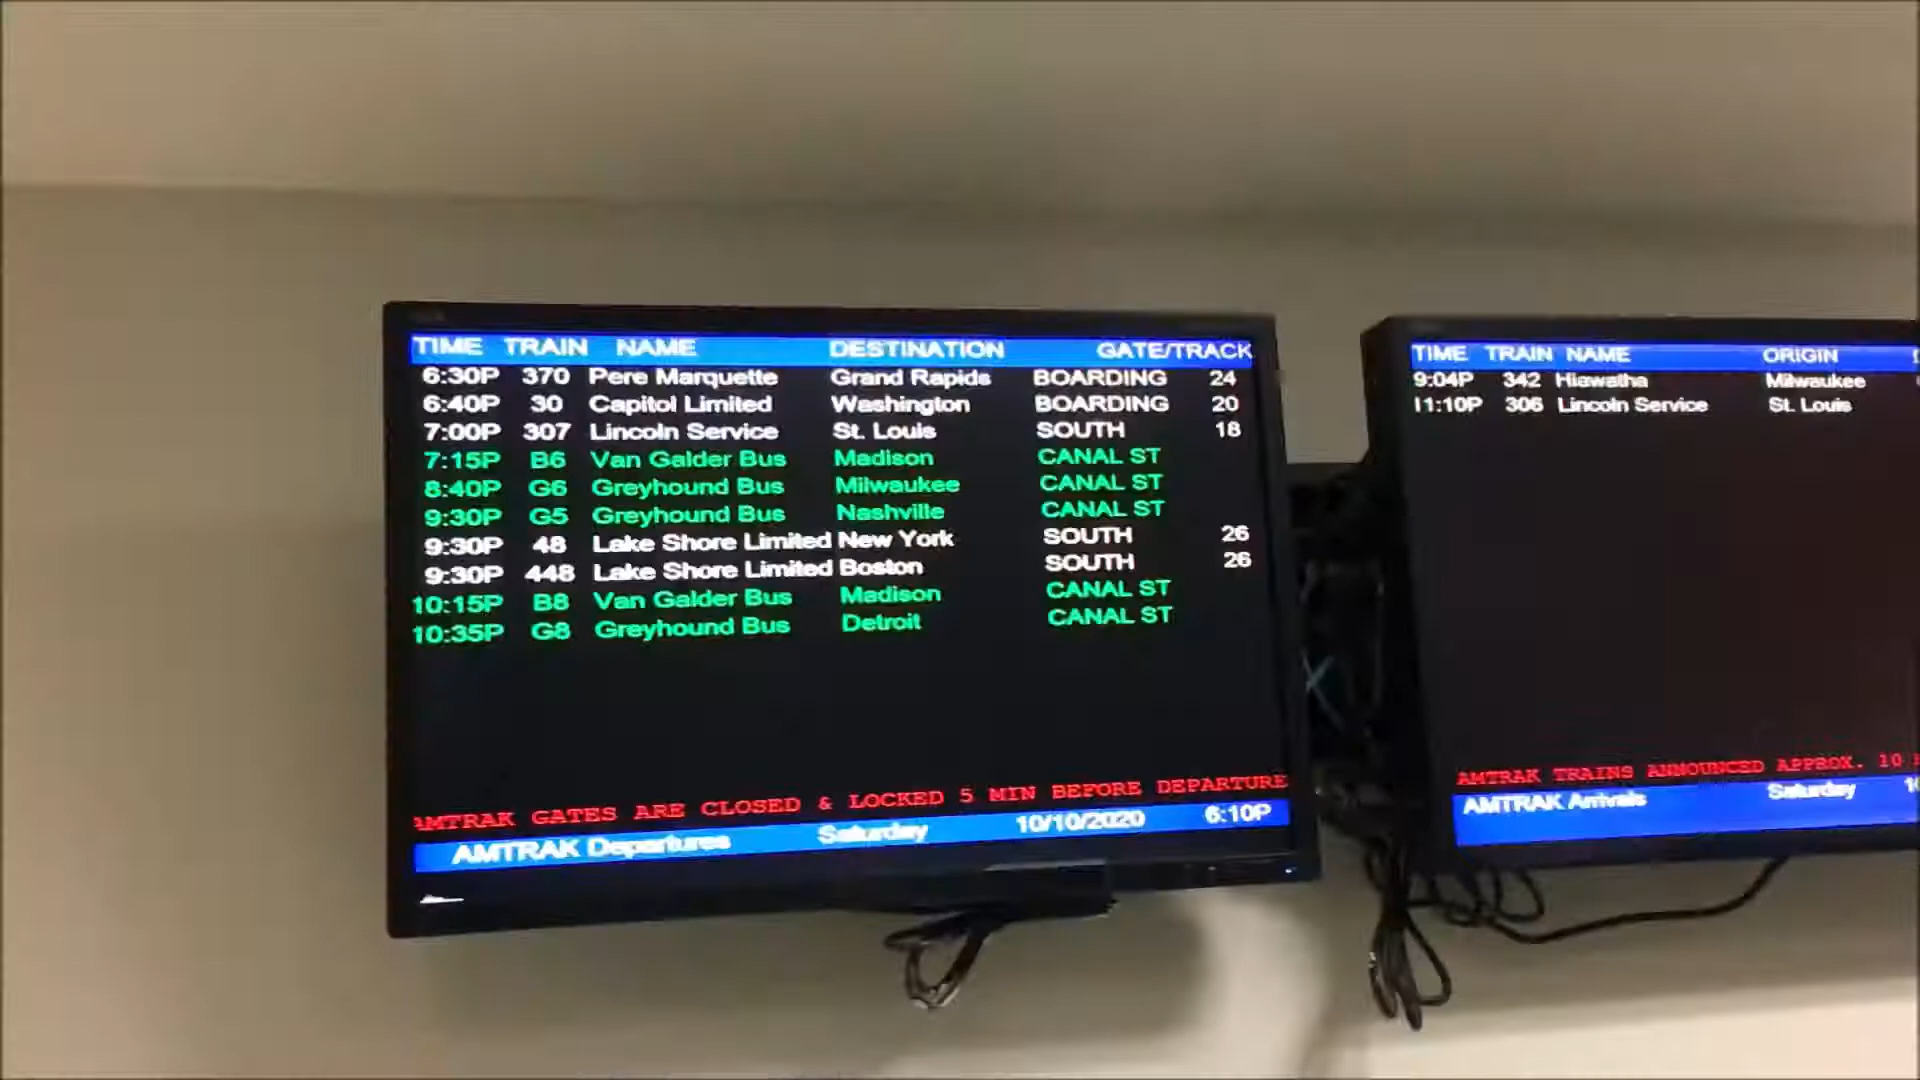 TIME TRAIN NAME DESTINATION GATE/TRACK
6:30P 370 Pere Marquette Grand Rapids BOARDING 24
6:40P 30 Capitol Limited Washington BOARDING 20
7:00P 307 Lincoln Service St. Louis SOUTH 18
7:15P B6 Van Galder Bus Madison CANAL ST
8:40P G6 Greyhound Bus Milwaukee CANAL ST
9:30P G5 Greyhound Bus Nashville CANAL ST
9:30P 48 Lake Shore Limited New York SOUTH 26
9:30P 448 Lake Shore Limited Boston SOUTH 26
10:15P B8 Van Galder Bus Madison CANAL ST
10:35P G8 Greyhound Bus Detroit CANAL ST
AMTRAK GATES ARE CLOSED & LOCKED 5 MIN BEFORE DEPARTURE
AMTRAK Departures Saturday 10/10/2020 6:10P
TIME TRAIN NAME ORIGIN
9:04P 342 Hiawatha Milwaukee
11:10P 306 Lincoln Service St. Louis
AMTRAK TRAINS ANNOUNCED APPROX. 10
AMTRAK Arrivals Saturday